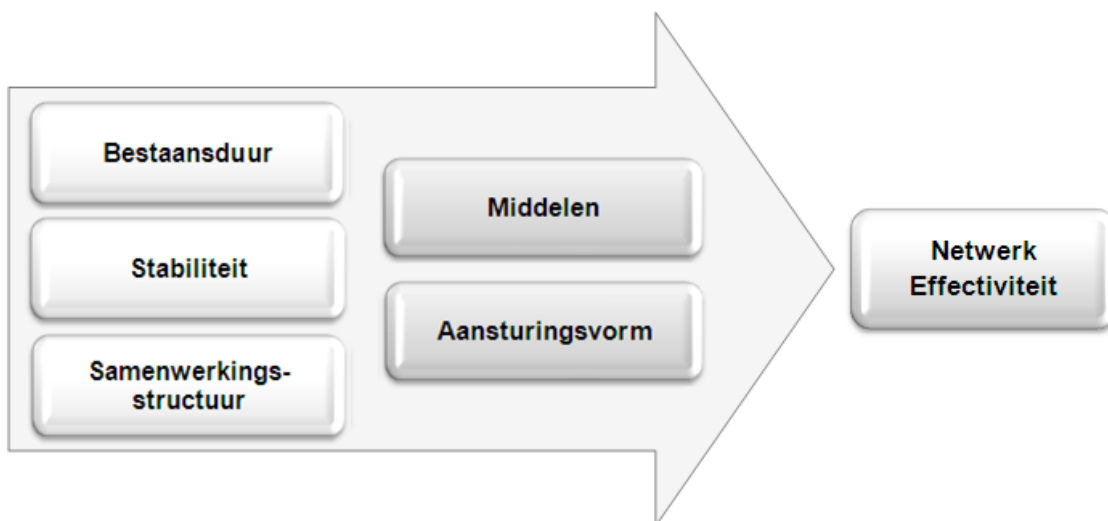 Bestaansduur
Stabiliteit
Samenwerkings-
structuur
Middelen
Aansturingsvorm
Netwerk
Effectiviteit